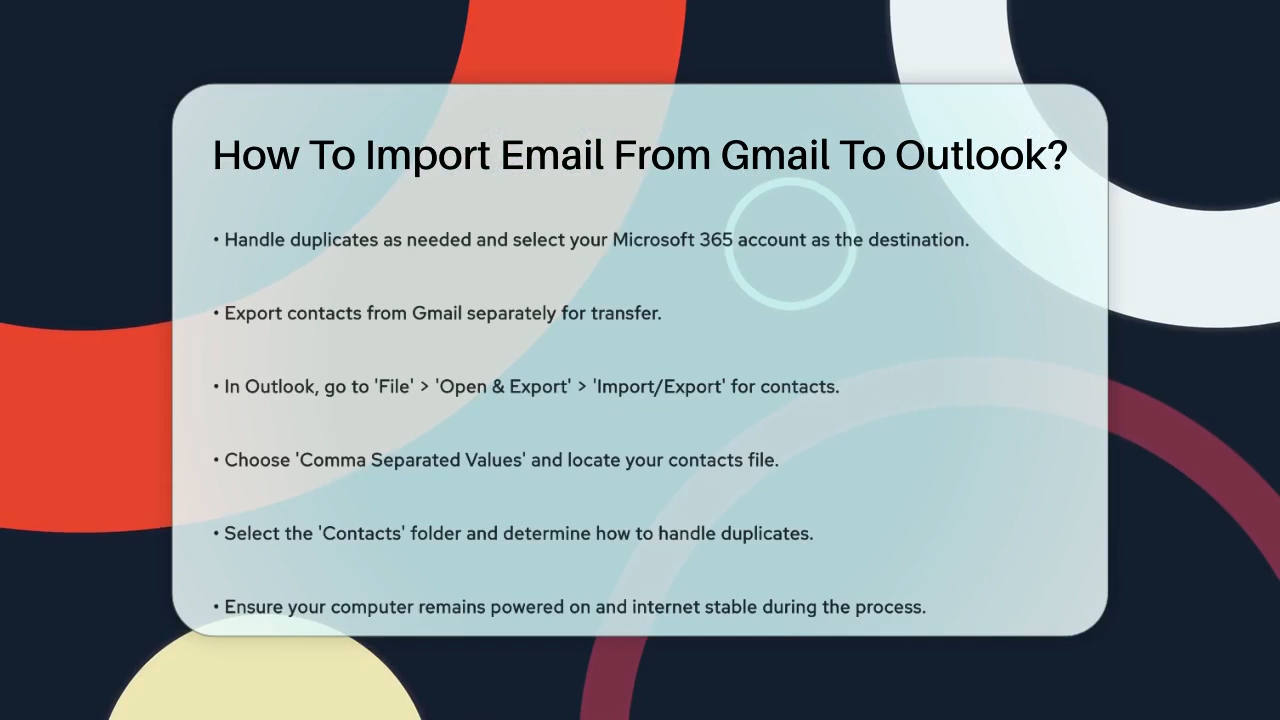 How To Import Email From Gmail To Outlook?
• Handle duplicates as needed and select your Microsoft 365 account as the destination.
• Export contacts from Gmail separately for transfer.
• In Outlook, go to 'File' > 'Open & Export' > 'Import/Export' for contacts.
• Choose 'Comma Separated Values' and locate your contacts file.
• Select the 'Contacts' folder and determine how to handle duplicates.
• Ensure your computer remains powered on and internet stable during the process.